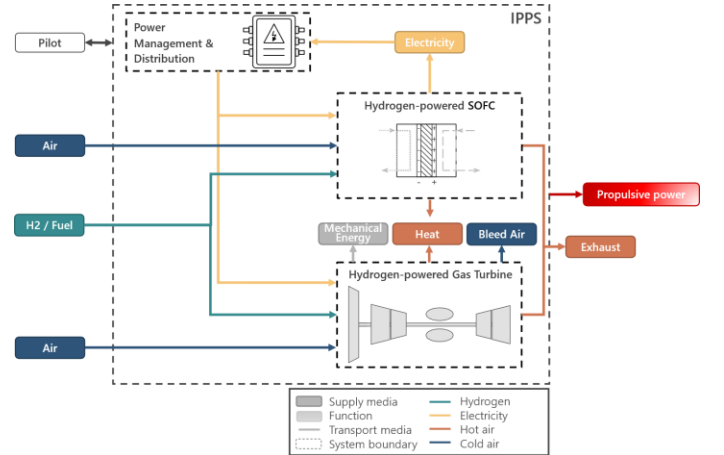 IPPS
Power
Management &
Distribution
Pilot
Electricity
Hydrogen-powered SOFC
Air
- +
H2 / Fuel
Propulsive power
Mechanical
Energy
Heat
Bleed Air
Exhaust
Hydrogen-powered Gas Turbine
Air
Supply media
Function
Transport media
System boundary
Hydrogen
Electricity
Hot air
Cold air